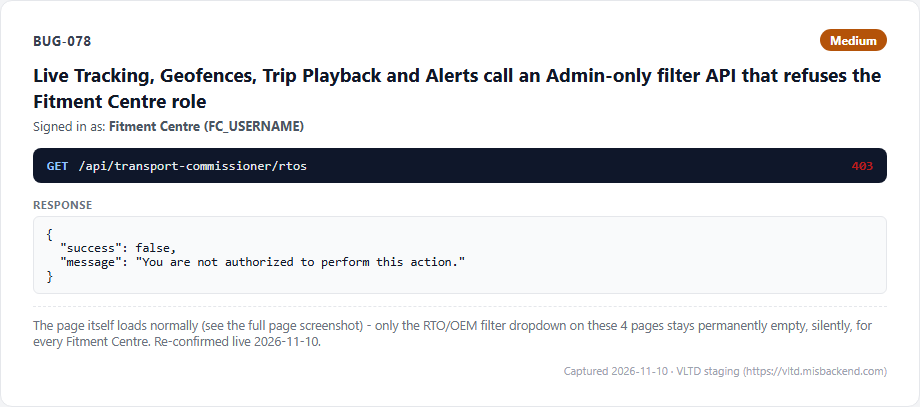 BUG-078
Medium
Live Tracking, Geofences, Trip Playback and Alerts call an Admin-only filter API that refuses the
Fitment Centre role
Signed in as: Fitment Centre (FC_USERNAME)
GET /api/transport-commissioner/rtos 403
RESPONSE
{
  "success": false,
  "message": "You are not authorized to perform this action."
}
The page itself loads normally (see the full page screenshot) - only the RTO/OEM filter dropdown on these 4 pages stays permanently empty, silently, for
every Fitment Centre. Re-confirmed live 2026-11-10.
Captured 2026-11-10 · VLTD staging (https://vltd.misbackend.com)